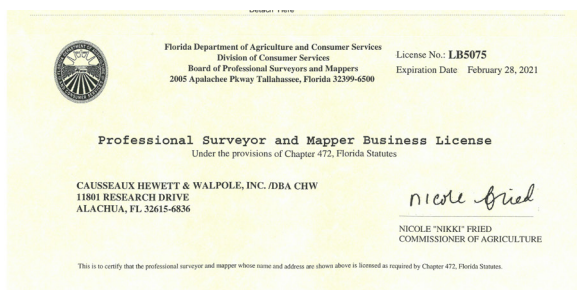 Detach Here
Florida Department of Agriculture and Consumer Services
Division of Consumer Services
Board of Professional Surveyors and Mappers
2005 Apalachee Pkway Tallahassee, Florida 32399-6500
License No.: LB5075
Expiration Date February 28, 2021
Professional Surveyor and Mapper Business License
Under the provisions of Chapter 472, Florida Statutes
CAUSSEAUX HEWETT & WALPOLE, INC. /DBA CHW
11801 RESEARCH DRIVE
ALACHUA, FL 32615-6836
Nicole Fried
NICOLE "NIKKI" FRIED
COMMISSIONER OF AGRICULTURE
This is to certify that the professional surveyor and mapper whose name and address are shown above is licensed as required by Chapter 472, Florida Statutes.